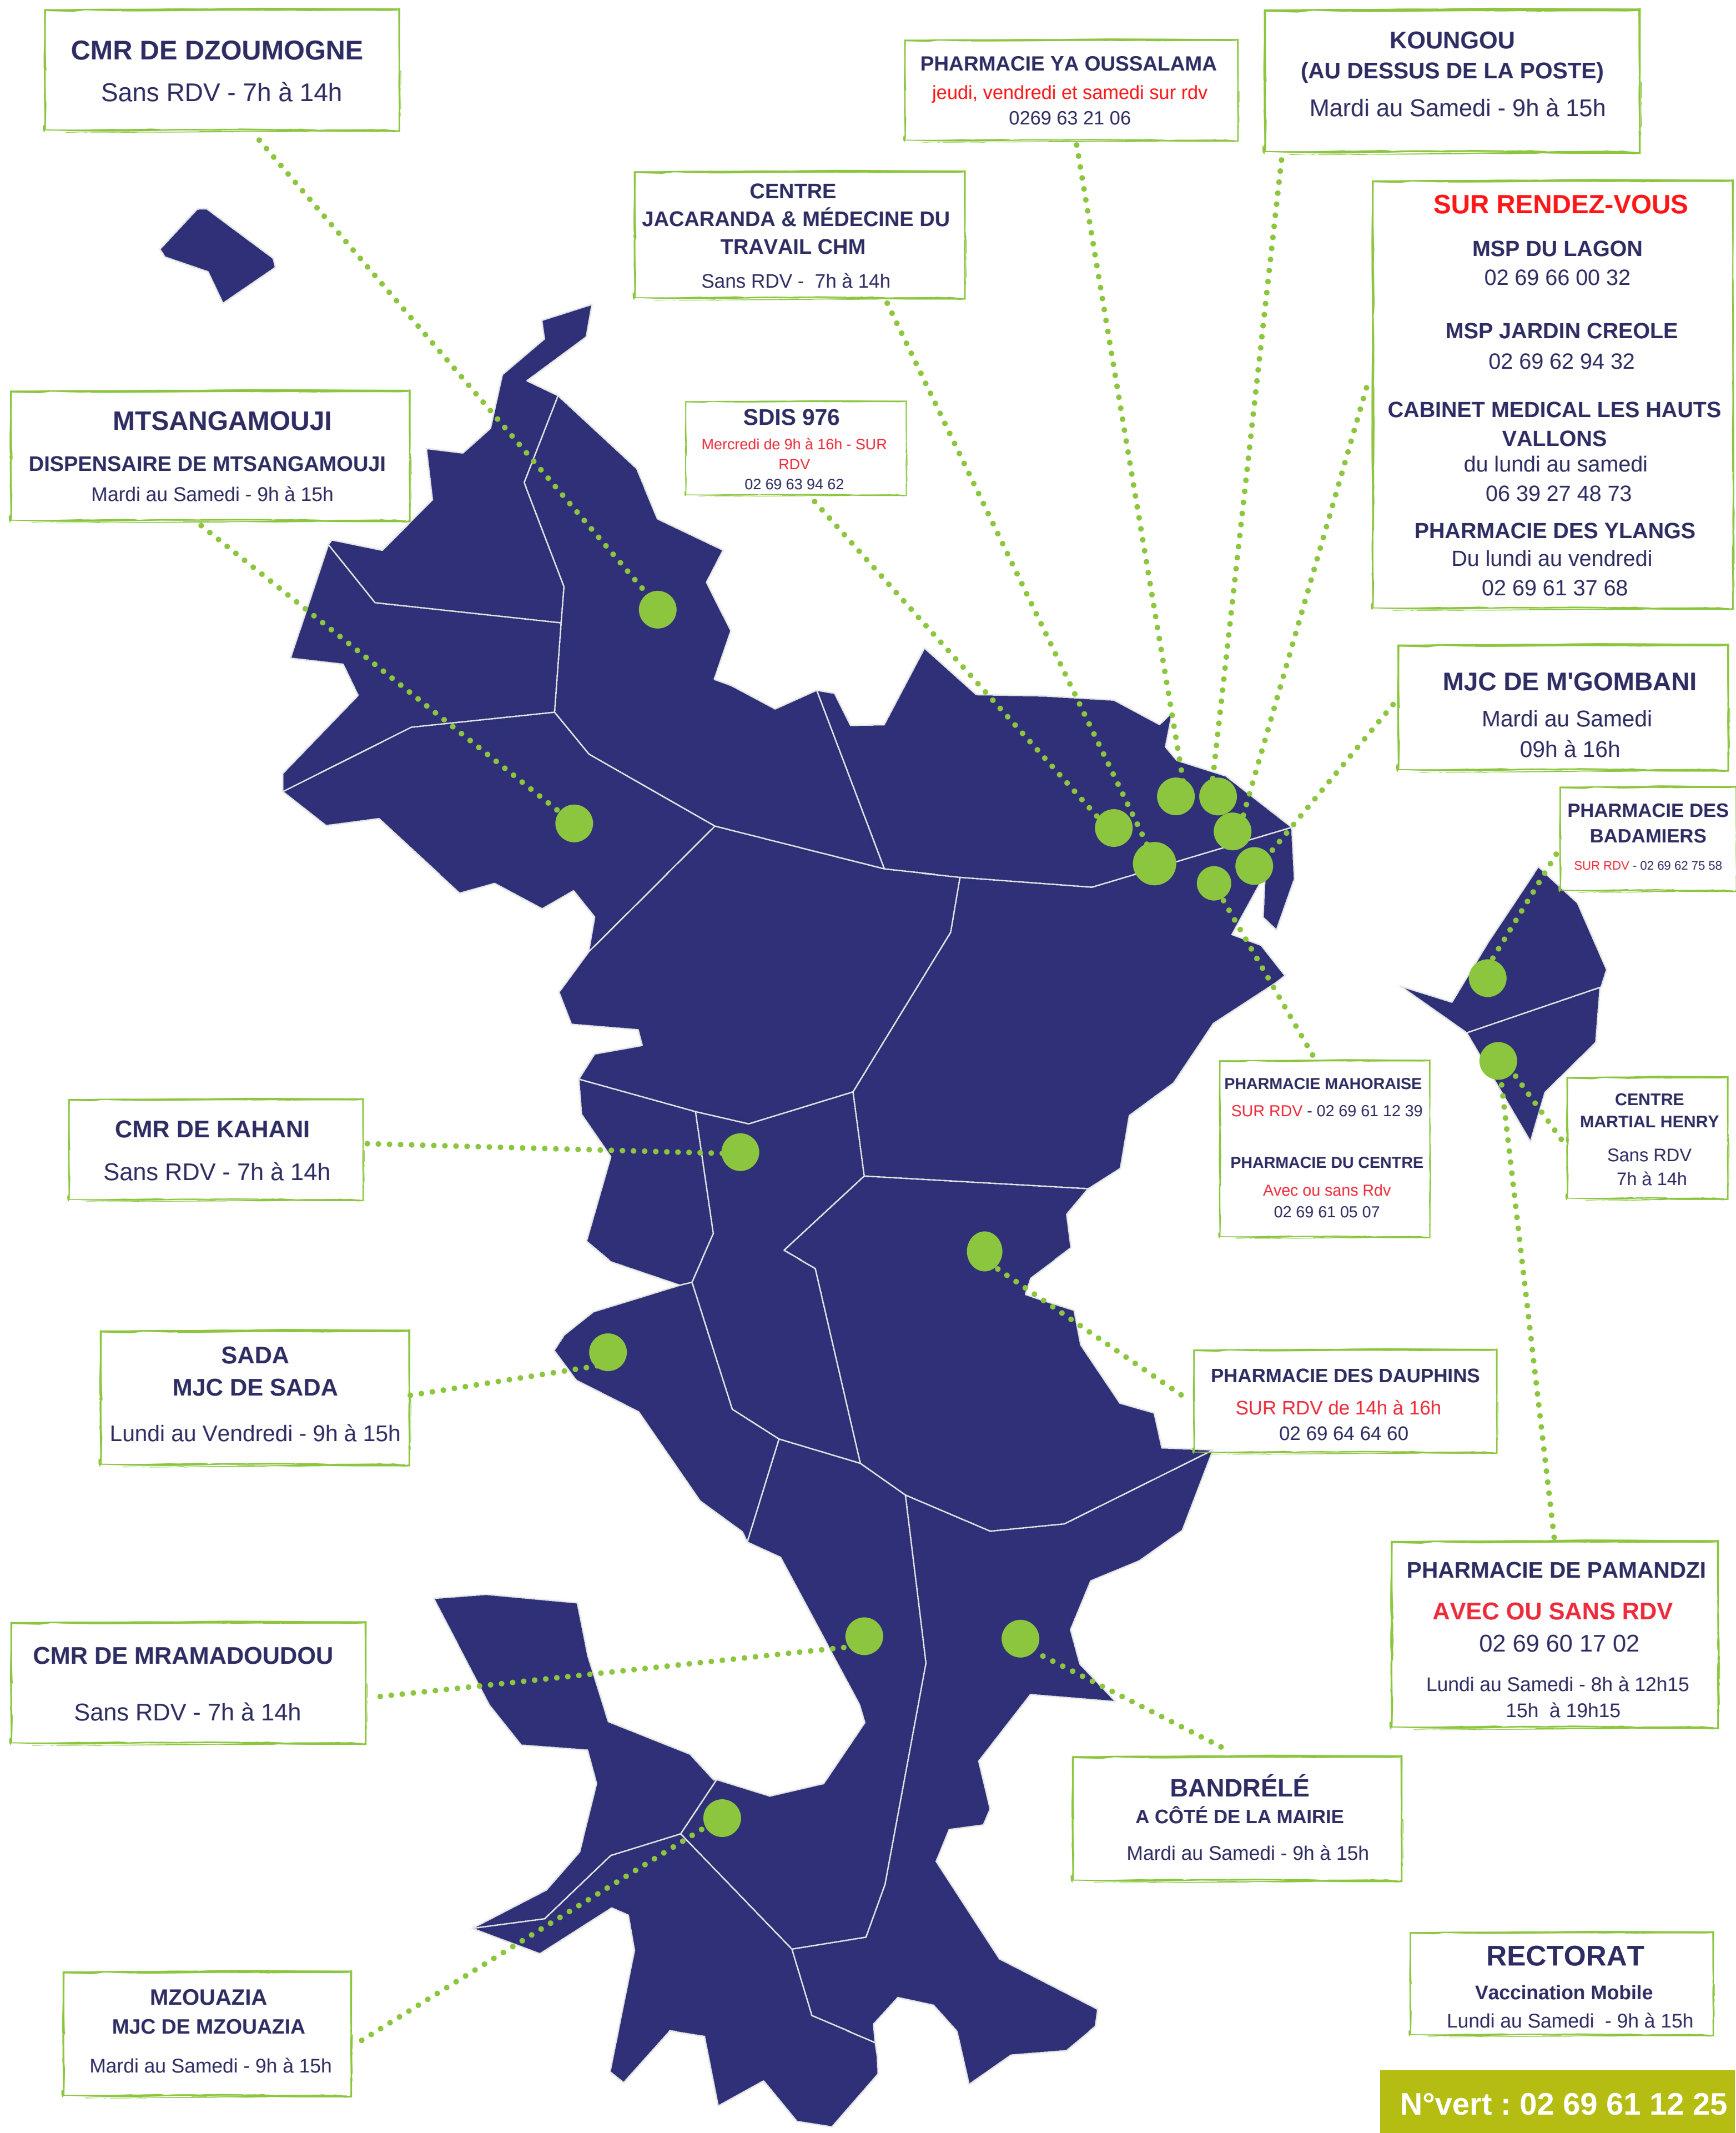 CMR DE DZOUMOGNE
Sans RDV - 7h à 14h
PHARMACIE YA OUSSALAMA
jeudi, vendredi et samedi sur rdv
0269 63 21 06
KOUNGOU
(AU DESSUS DE LA POSTE)
Mardi au Samedi - 9h à 15h
CENTRE
JACARANDA & MÉDECINE DU
TRAVAIL CHM
Sans RDV -  7h à 14h
SUR RENDEZ-VOUS
MSP DU LAGON
02 69 66 00 32
MSP JARDIN CREOLE
02 69 62 94 32
CABINET MEDICAL LES HAUTS
VALLONS
du lundi au samedi
06 39 27 48 73
PHARMACIE DES YLANGS
Du lundi au vendredi
02 69 61 37 68
MTSANGAMOUJI
DISPENSAIRE DE MTSANGAMOUJI
Mardi au Samedi - 9h à 15h
SDIS 976
Mercredi de 9h à 16h - SUR
RDV
02 69 63 94 62
MJC DE M'GOMBANI
Mardi au Samedi
09h à 16h
PHARMACIE DES
BADAMIERS
SUR RDV - 02 69 62 75 58
PHARMACIE MAHORAISE
SUR RDV - 02 69 61 12 39
PHARMACIE DU CENTRE
Avec ou sans Rdv
02 69 61 05 07
CENTRE
MARTIAL HENRY
Sans RDV
7h à 14h
CMR DE KAHANI
Sans RDV - 7h à 14h
SADA
MJC DE SADA
Lundi au Vendredi - 9h à 15h
PHARMACIE DES DAUPHINS
SUR RDV de 14h à 16h
02 69 64 64 60
PHARMACIE DE PAMANDZI
AVEC OU SANS RDV
02 69 60 17 02
Lundi au Samedi - 8h à 12h15
15h  à 19h15
CMR DE MRAMADOUDOU
Sans RDV - 7h à 14h
BANDRÉLÉ
A CÔTÉ DE LA MAIRIE
Mardi au Samedi - 9h à 15h
MZOUAZIA
MJC DE MZOUAZIA
Mardi au Samedi - 9h à 15h
RECTORAT
Vaccination Mobile
Lundi au Samedi  - 9h à 15h
N°vert : 02 69 61 12 25